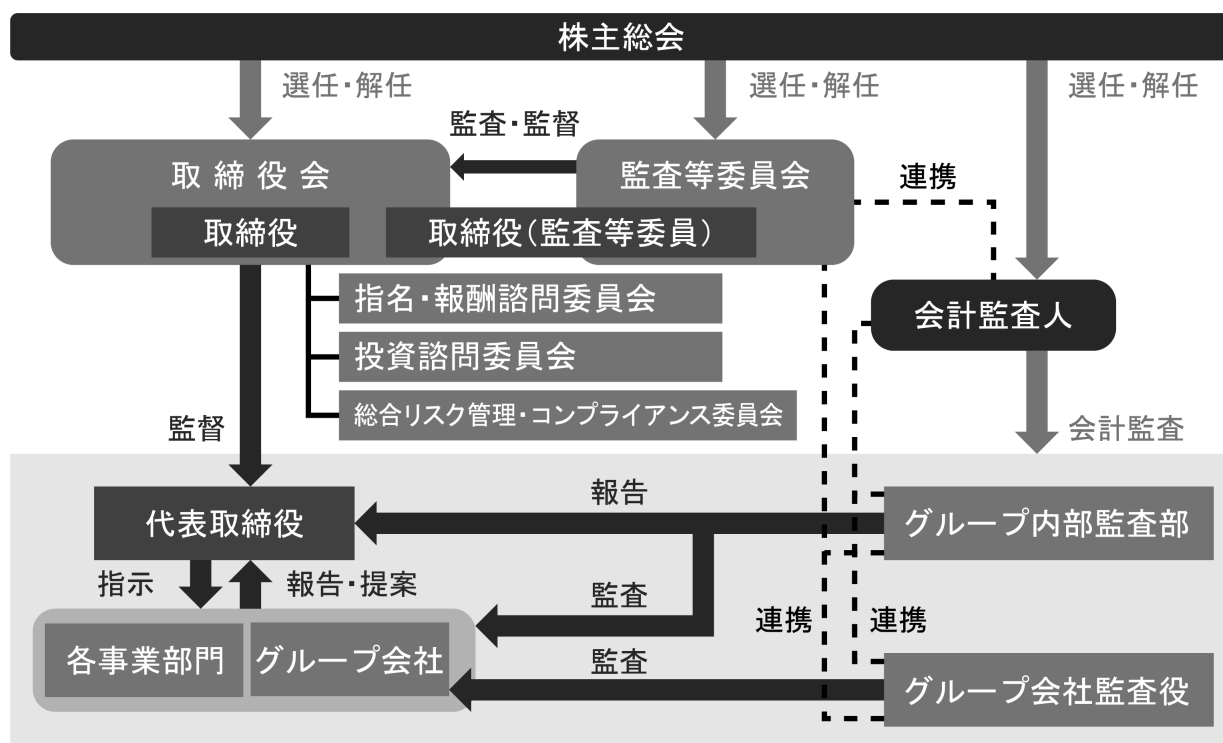 株主総会
選任・解任
選任・解任
選任・解任
監査・監督
取締役会
監査等委員会
連携
取締役
取締役（監査等委員）
指名・報酬諮問委員会
会計監査人
投資諮問委員会
総合リスク管理・コンプライアンス委員会
監督
会計監査
報告
代表取締役
グループ内部監査部
指示
報告・提案
監査
連携
連携
各事業部門
グループ会社
監査
グループ会社監査役